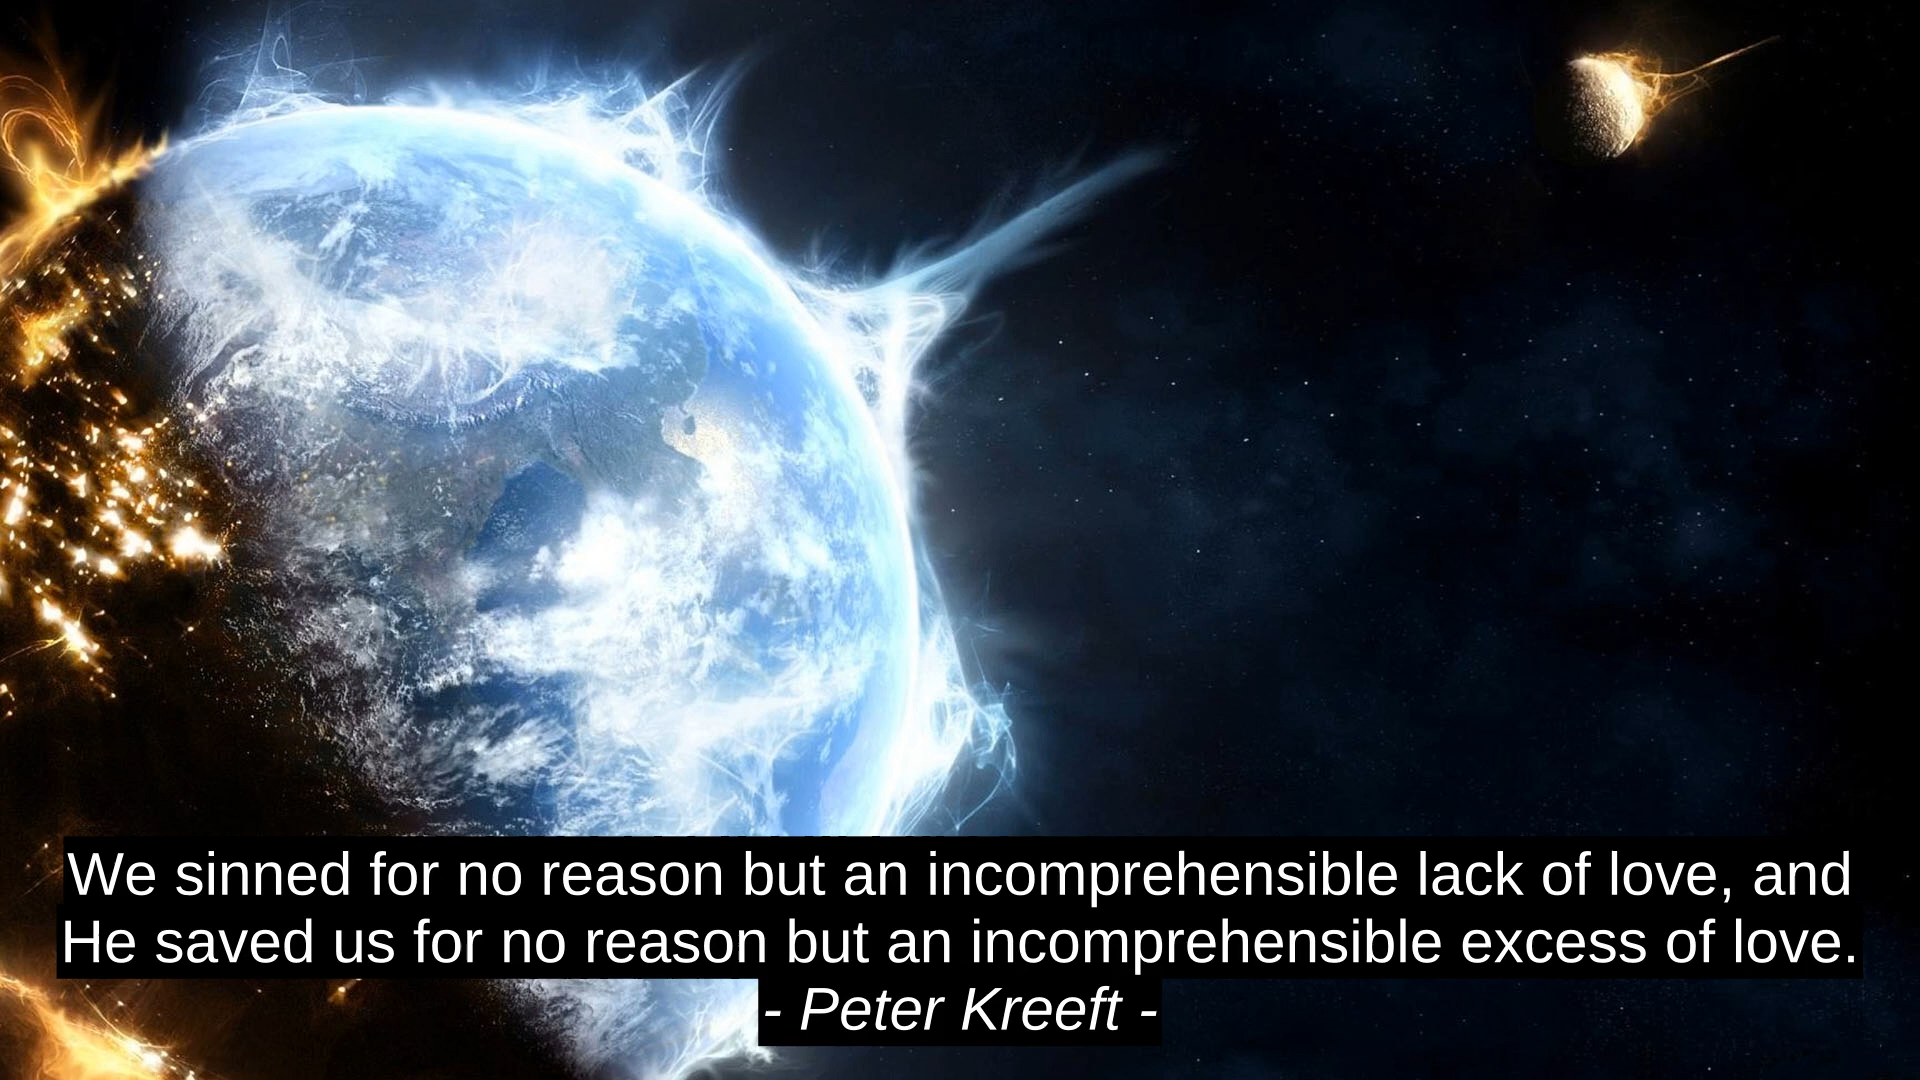 We sinned for no reason but an incomprehensible lack of love, and
He saved us for no reason but an incomprehensible excess of love.
- Peter Kreeft -